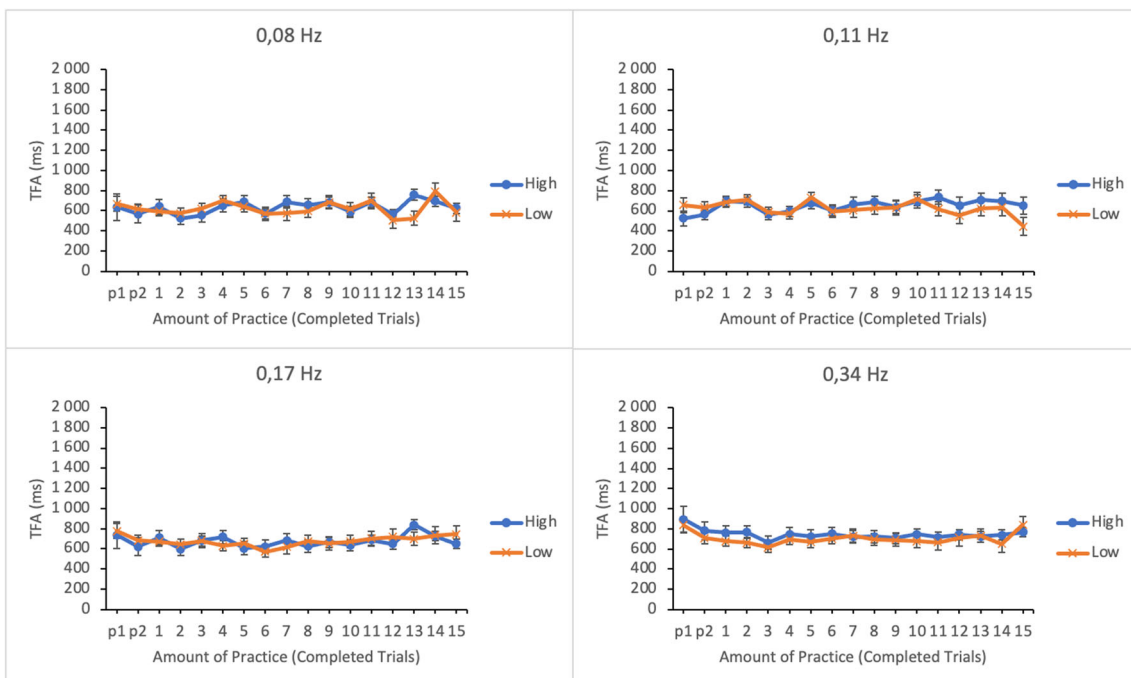 0,08 Hz
TFA (ms)
2 000
1 800
1 600
1 400
1 200
1 000
800
600
400
200
0
p1 p2 1 2 3 4 5 6 7 8 9 10 11 12 13 14 15
Amount of Practice (Completed Trials)
High
Low
0,11 Hz
TFA (ms)
2 000
1 800
1 600
1 400
1 200
1 000
800
600
400
200
0
p1 p2 1 2 3 4 5 6 7 8 9 10 11 12 13 14 15
Amount of Practice (Completed Trials)
High
Low
0,17 Hz
TFA (ms)
2 000
1 800
1 600
1 400
1 200
1 000
800
600
400
200
0
p1 p2 1 2 3 4 5 6 7 8 9 10 11 12 13 14 15
Amount of Practice (Completed Trials)
High
Low
0,34 Hz
TFA (ms)
2 000
1 800
1 600
1 400
1 200
1 000
800
600
400
200
0
p1 p2 1 2 3 4 5 6 7 8 9 10 11 12 13 14 15
Amount of Practice (Completed Trials)
High
Low